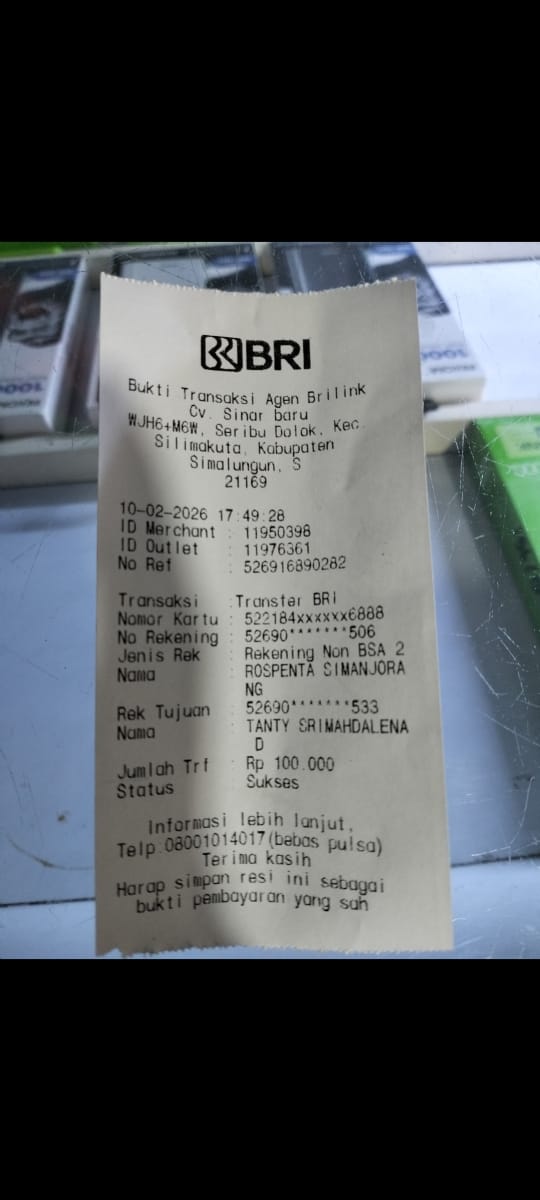 BRI
Bukti Transaksi Agen Brilink
Cv. Sinar baru
WJH6+M6W, Seribu Dolok, Kec.
Silimakuta, Kabupaten
Simalungun, S
21169
10-02-2026 17:49:28
ID Merchant : 11950398
ID Outlet : 11976361
No Ref : 526916890282
Transaksi :Transfer BRI
Nomor Kartu : 522184xxxxxx6888
No Rekening : 52690*******506
Jenis Rek : Rekening Non BSA 2
Nama : ROSPENTA SIMANJORA
NG
Rek Tujuan : 52690*******533
Nama : TANTY SRIMAHDALENA
D
Jumlah Trf : Rp 100.000
Status : Sukses
Informasi lebih lanjut,
Telp:08001014017(bebas pulsa)
Terima kasih
Harap simpan resi ini sebagai
bukti pembayaran yang sah